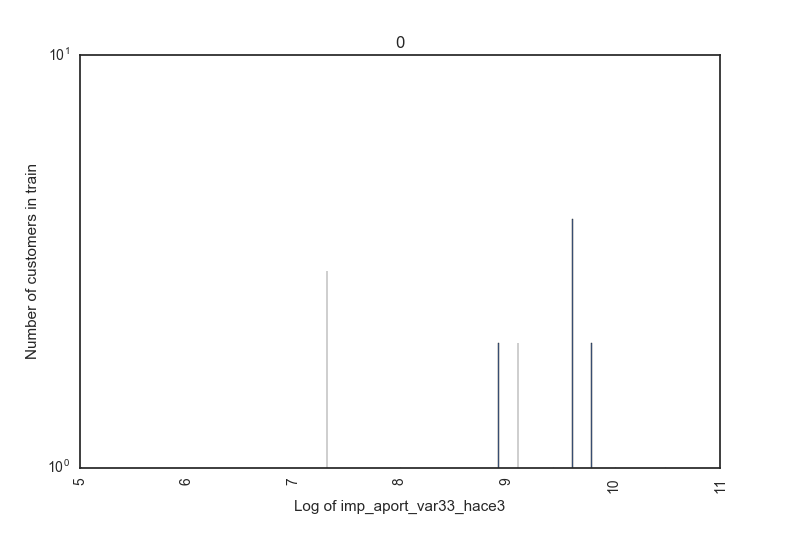 0
10¹
Number of customers in train
10⁰
5 6 7 8 9 10 11
Log of imp_aport_var33_hace3